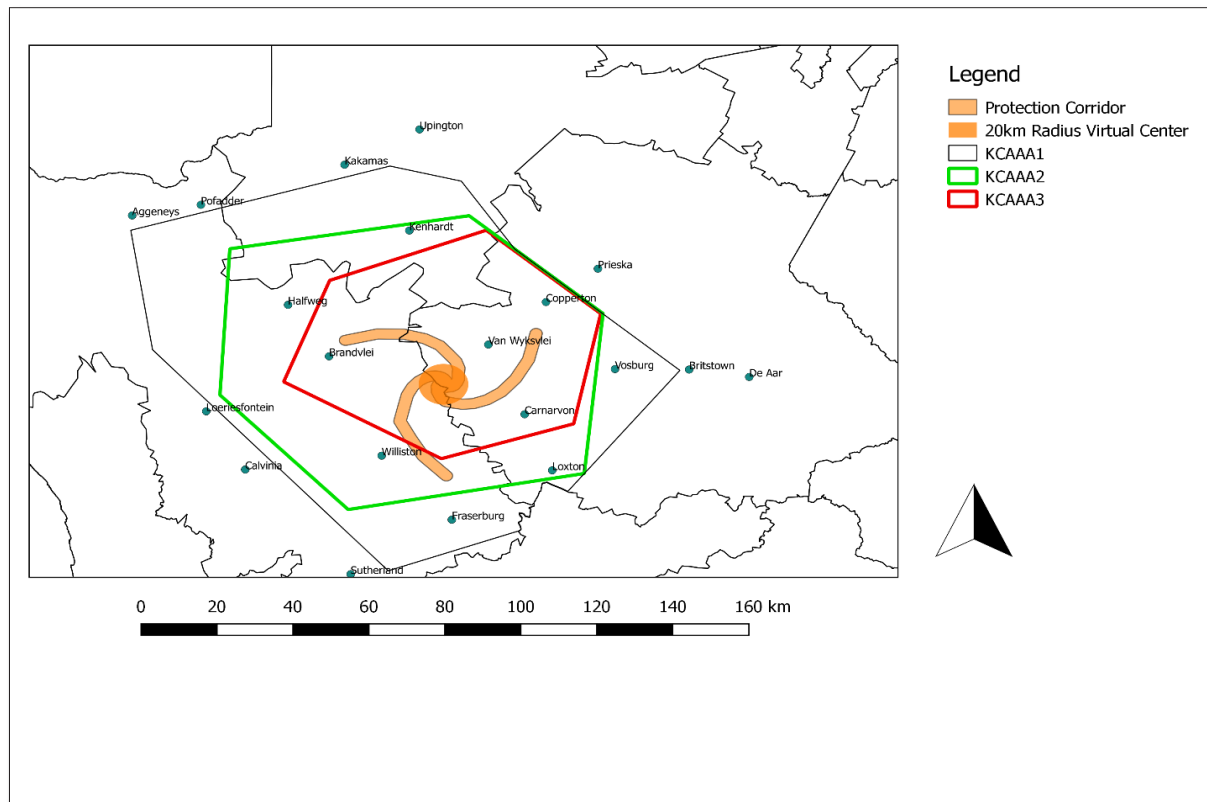 Legend
Protection Corridor
20km Radius Virtual Center
KCAAA1
KCAAA2
KCAAA3
Upington
Kakamas
Pofadder
Aggeneys
Kenhardt
Prieska
Halfweg
Copperton
Van Wyksvlei
Brandvlei
Vosburg
Britstown
De Aar
Loeriesfontein
Carnarvon
Williston
Calvinia
Loxton
Fraserburg
Sutherland
0 20 40 60 80 100 120 140 160 km